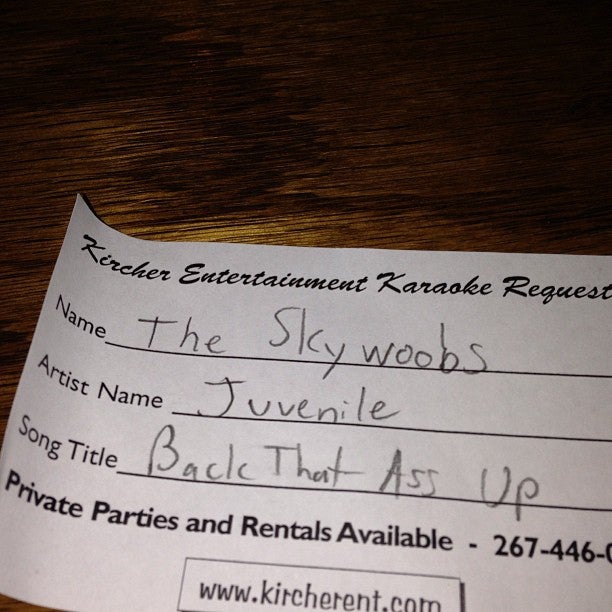 Kircher Entertainment Karaoke Request
Name The Skywoobs
Artist Name Juvenile
Song Title Back That Ass Up
Private Parties and Rentals Available - 267-446-0
www.kircherent.com